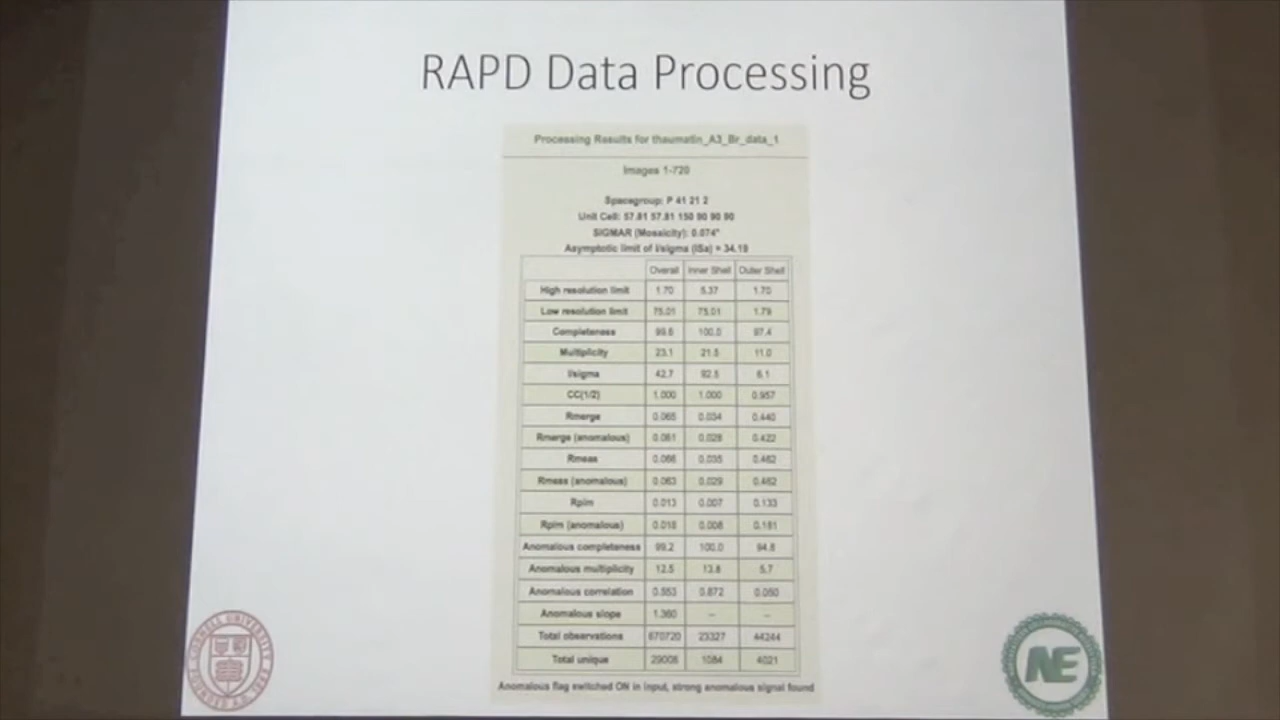 RAPD Data Processing
Processing Results for thaumatin_A3_Br_data_1
Images 1-720
Spacegroup: P 41 21 2
Unit Cell: 57.81 57.81 150 90 90 90
SIGMAR (Mosaicity): 0.074°
Asymptotic limit of I/sigma (ISa) = 34.19
Overall Inner Shell Outer Shell
High resolution limit 1.70 5.37 1.70
Low resolution limit 75.01 75.01 1.79
Completeness 99.6 100.0 97.4
Multiplicity 23.1 21.5 11.0
I/sigma 42.7 92.5 6.1
CC(1/2) 1.000 1.000 0.957
Rmerge 0.065 0.034 0.440
Rmerge (anomalous) 0.061 0.028 0.422
Rmeas 0.066 0.035 0.462
Rmeas (anomalous) 0.063 0.029 0.462
Rpim 0.013 0.007 0.133
Rpim (anomalous) 0.018 0.008 0.181
Anomalous completeness 99.2 100.0 94.8
Anomalous multiplicity 12.5 13.8 5.7
Anomalous correlation 0.553 0.872 0.050
Anomalous slope 1.360 -- --
Total observations 670720 23327 44244
Total unique 29008 1084 4021
Anomalous flag switched ON in input, strong anomalous signal found
CORNELL UNIVERSITY
NE